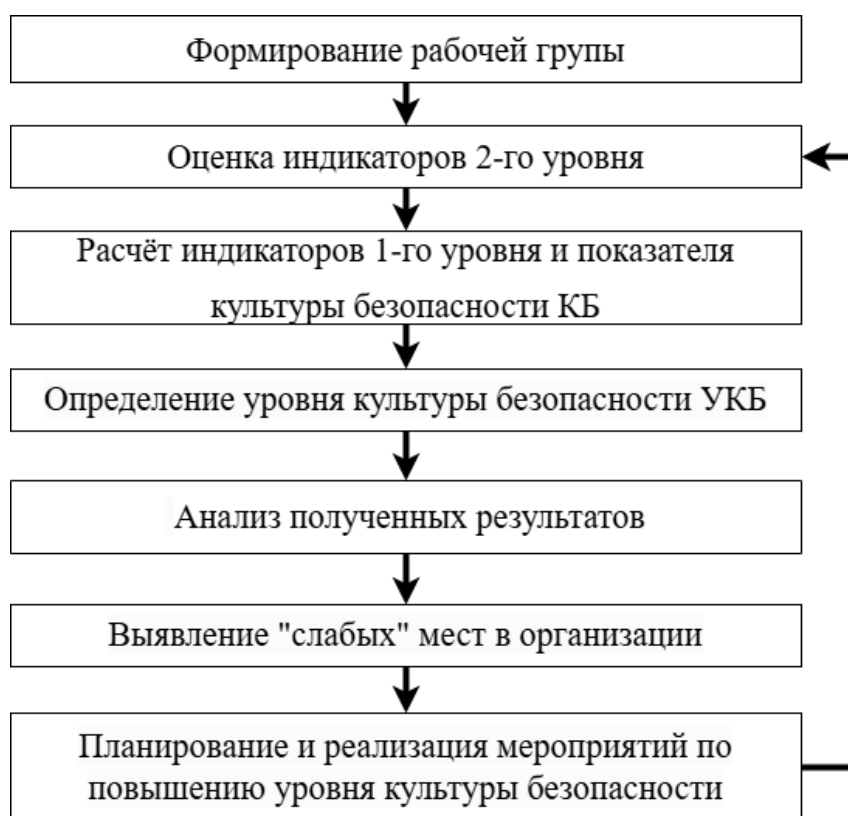 Формирование рабочей групы
Оценка индикаторов 2-го уровня
Расчёт индикаторов 1-го уровня и показателя
культуры безопасности КБ
Определение уровня культуры безопасности УКБ
Анализ полученных результатов
Выявление "слабых" мест в организации
Планирование и реализация мероприятий по
повышению уровня культуры безопасности